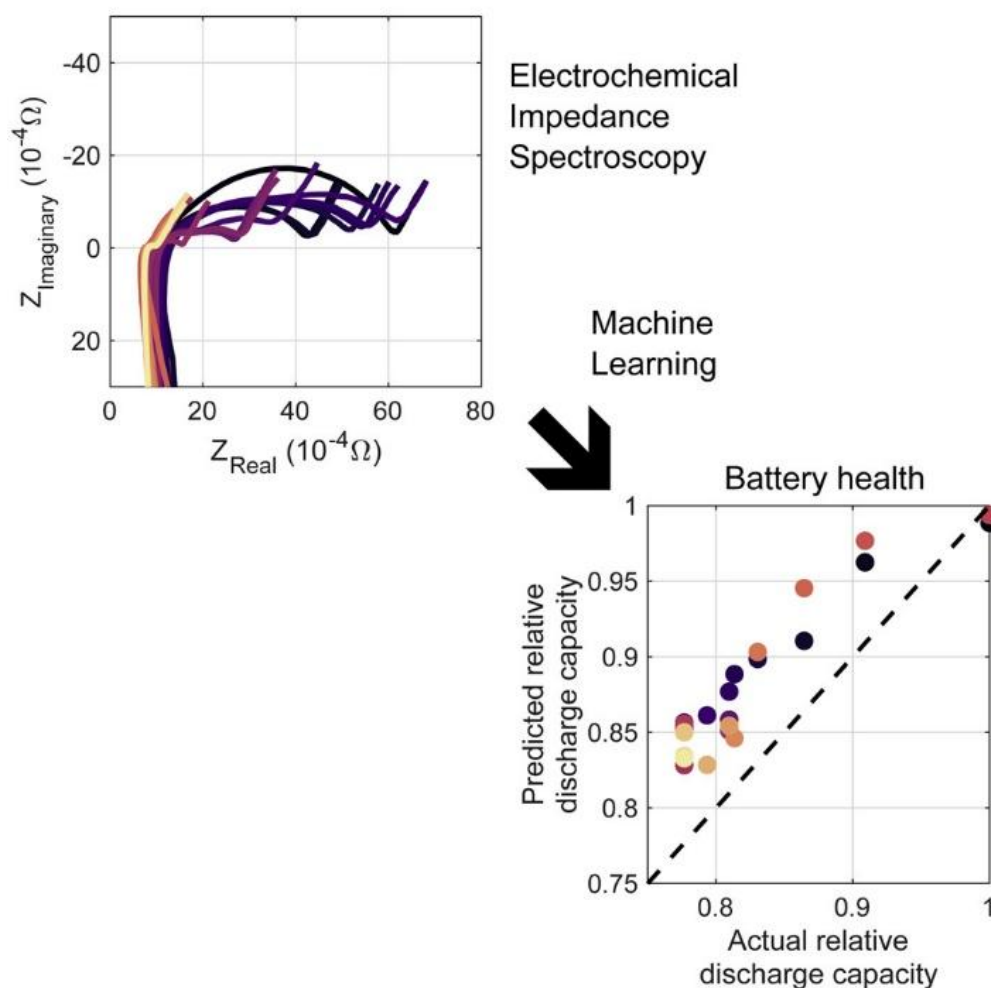 -40
-20
0
20
Z_Imaginary (10^-4 Ω)
0 20 40 60 80
Z_Real (10^-4 Ω)
Electrochemical
Impedance
Spectroscopy
Machine
Learning
Battery health
1
0.95
0.9
0.85
0.8
0.75
Predicted relative
discharge capacity
0.8 0.9 1
Actual relative
discharge capacity